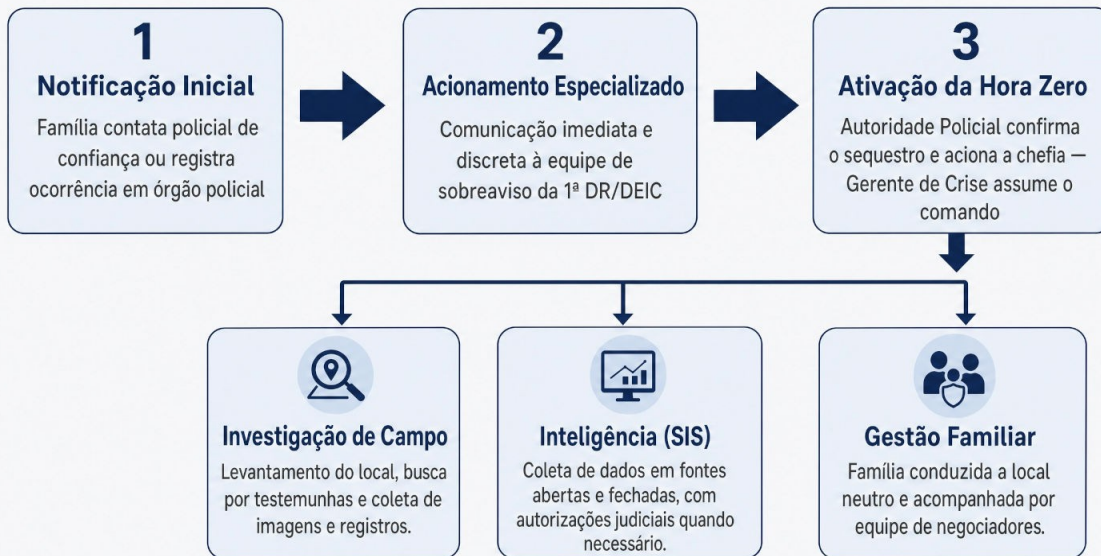 1
Notificação Inicial
Família contata policial de
confiança ou registra
ocorrência em órgão policial
2
Acionamento Especializado
Comunicação imediata e
discreta à equipe de
sobreaviso da 1ª DR/DEIC
3
Ativação da Hora Zero
Autoridade Policial confirma
o sequestro e aciona a chefia —
Gerente de Crise assume o
comando
Investigação de Campo
Levantamento do local, busca
por testemunhas e coleta de
imagens e registros.
Inteligência (SIS)
Coleta de dados em fontes
abertas e fechadas, com
autorizações judiciais quando
necessário.
Gestão Familiar
Família conduzida a local
neutro e acompanhada por
equipe de negociadores.